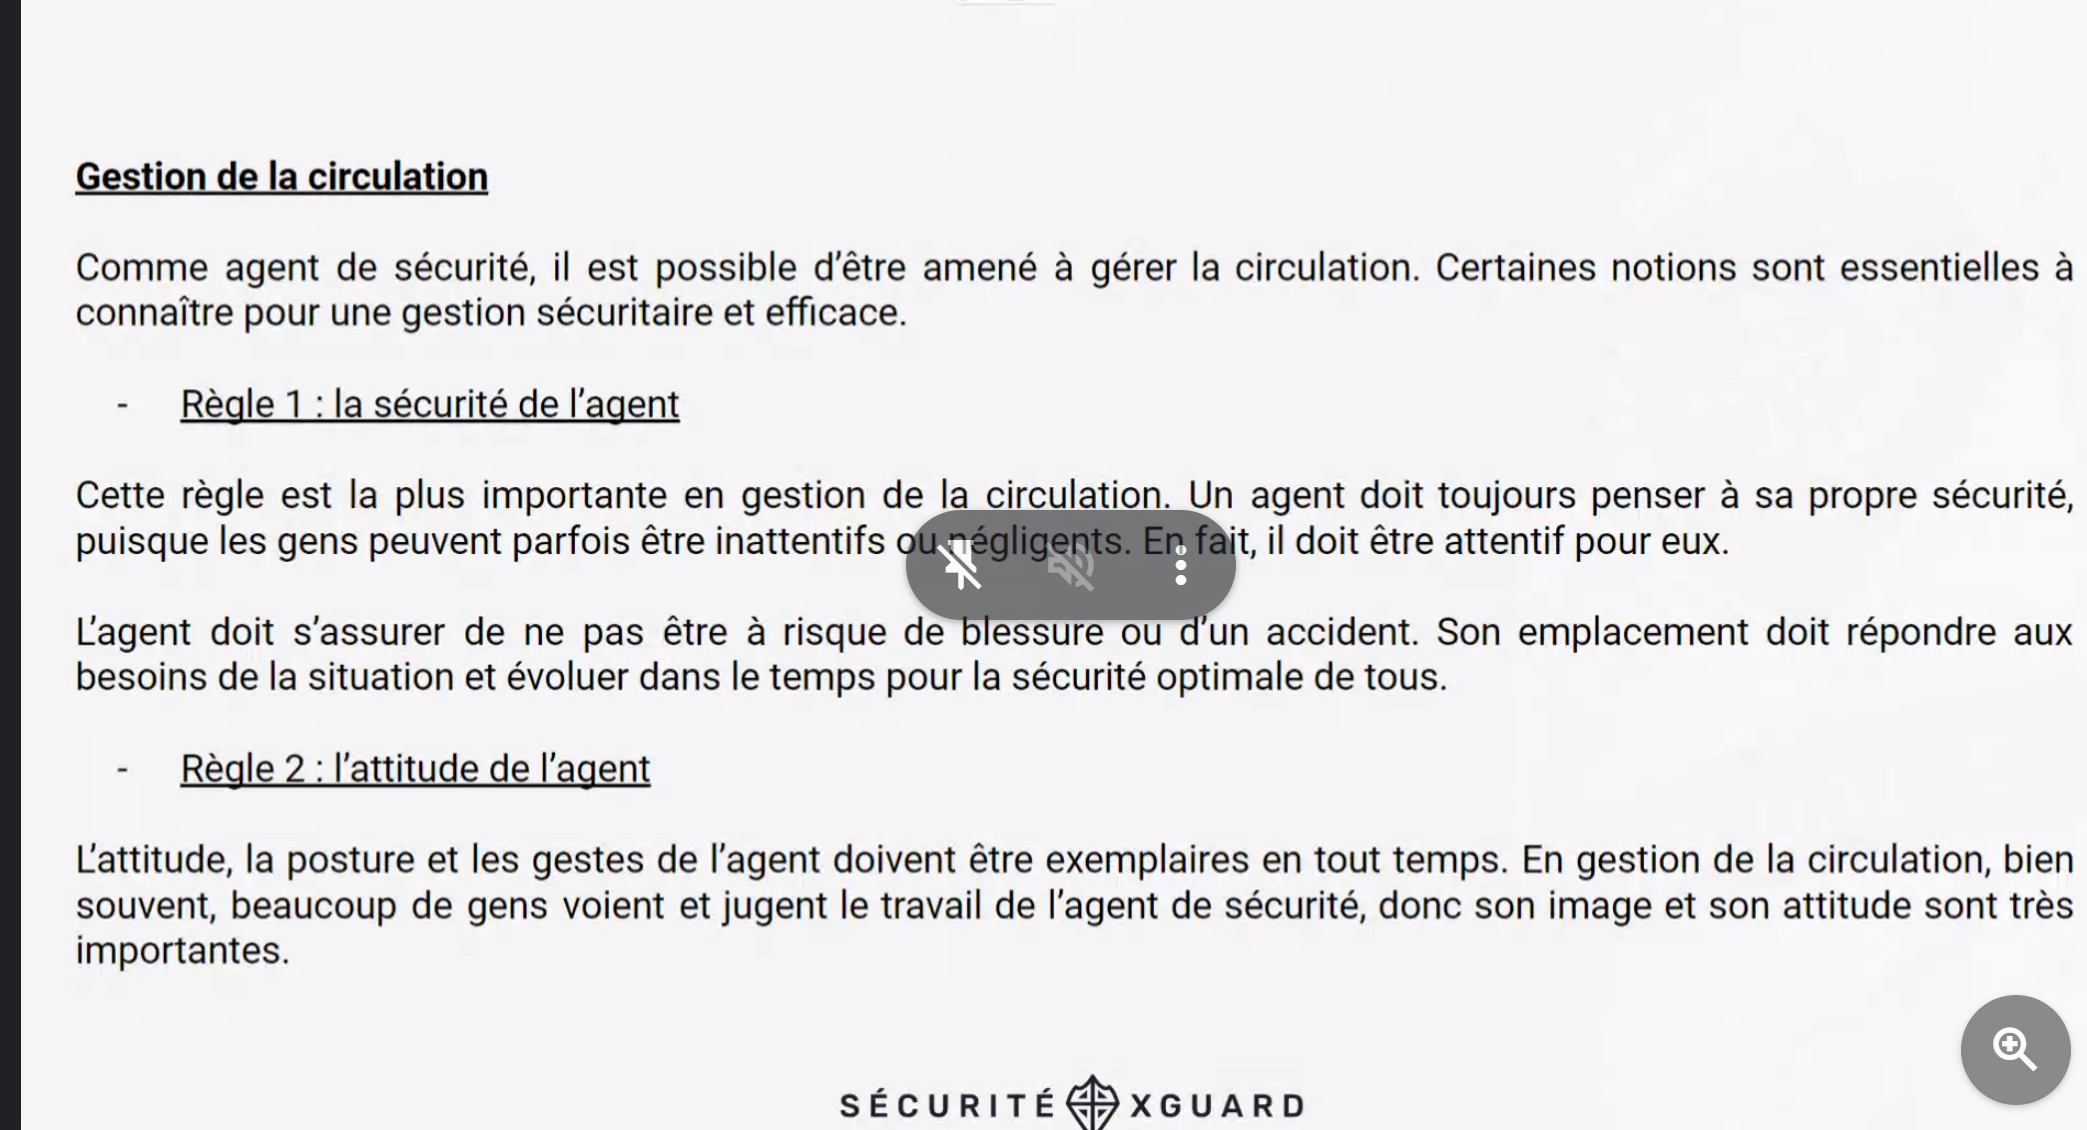 Gestion de la circulation
Comme agent de sécurité, il est possible d’être amené à gérer la circulation. Certaines notions sont essentielles à
connaître pour une gestion sécuritaire et efficace.
- Règle 1 : la sécurité de l’agent
Cette règle est la plus importante en gestion de la circulation. Un agent doit toujours penser à sa propre sécurité,
puisque les gens peuvent parfois être inattentifs ou négligents. En fait, il doit être attentif pour eux.
L’agent doit s’assurer de ne pas être à risque de blessure ou d’un accident. Son emplacement doit répondre aux
besoins de la situation et évoluer dans le temps pour la sécurité optimale de tous.
- Règle 2 : l’attitude de l’agent
L’attitude, la posture et les gestes de l’agent doivent être exemplaires en tout temps. En gestion de la circulation, bien
souvent, beaucoup de gens voient et jugent le travail de l’agent de sécurité, donc son image et son attitude sont très
importantes.
SÉCURITÉ XGUARD